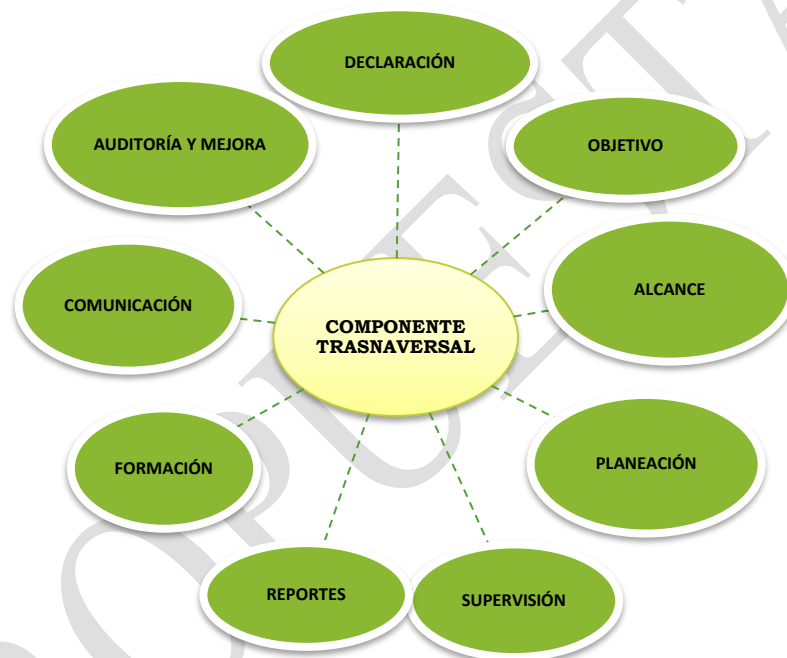 DECLARACIÓN
OBJETIVO
ALCANCE
PLANEACIÓN
SUPERVISIÓN
REPORTES
FORMACIÓN
COMUNICACIÓN
AUDITORÍA Y MEJORA
COMPONENTE
TRASNAVERSAL